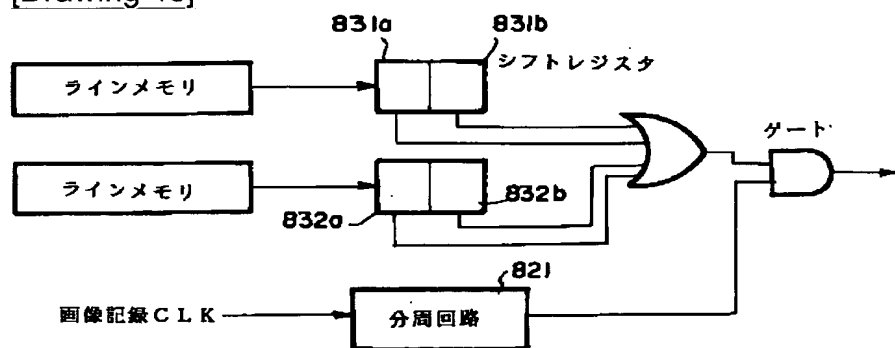 831a 831b
シフトレジスタ
ラインメモリ
ゲート
ラインメモリ
832b
832a
821
画像記録CLK
分周回路